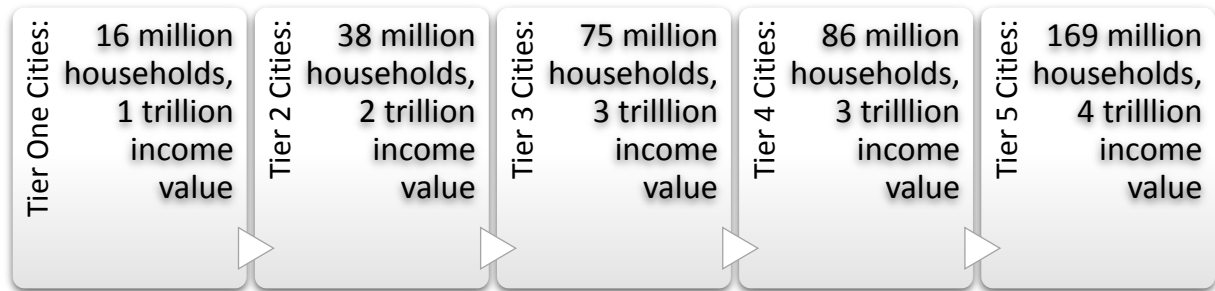 Tier One Cities:
16 million
households,
1 trillion
income
value
Tier 2 Cities:
38 million
households,
2 trillion
income
value
Tier 3 Cities:
75 million
households,
3 trilllion
income
value
Tier 4 Cities:
86 million
households,
3 trilllion
income
value
Tier 5 Cities:
169 million
households,
4 trilllion
income
value